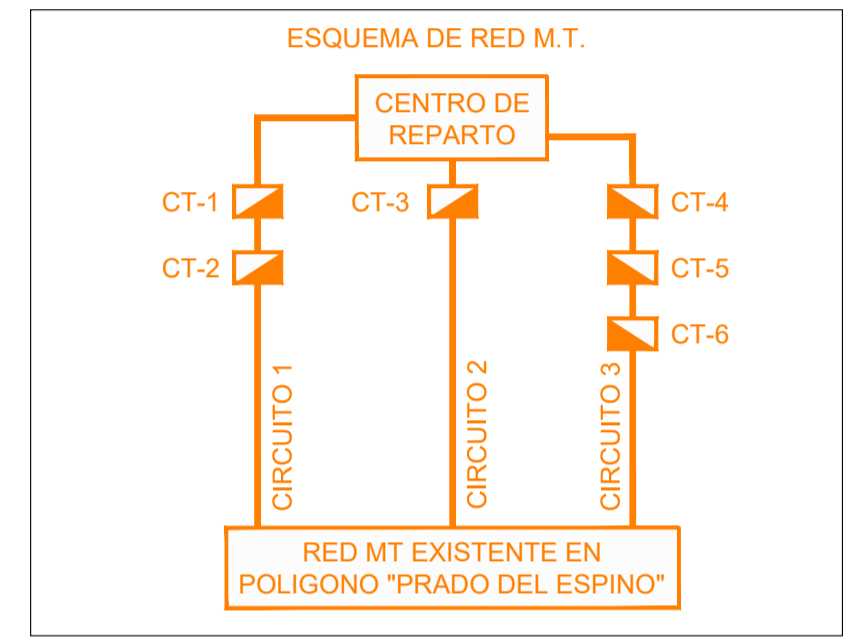 ESQUEMA DE RED M.T.
CENTRO DE
REPARTO
CT-1
CT-3
CT-4
CT-2
CT-5
CT-6
CIRCUITO 1
CIRCUITO 2
CIRCUITO 3
RED MT EXISTENTE EN
POLIGONO "PRADO DEL ESPINO"